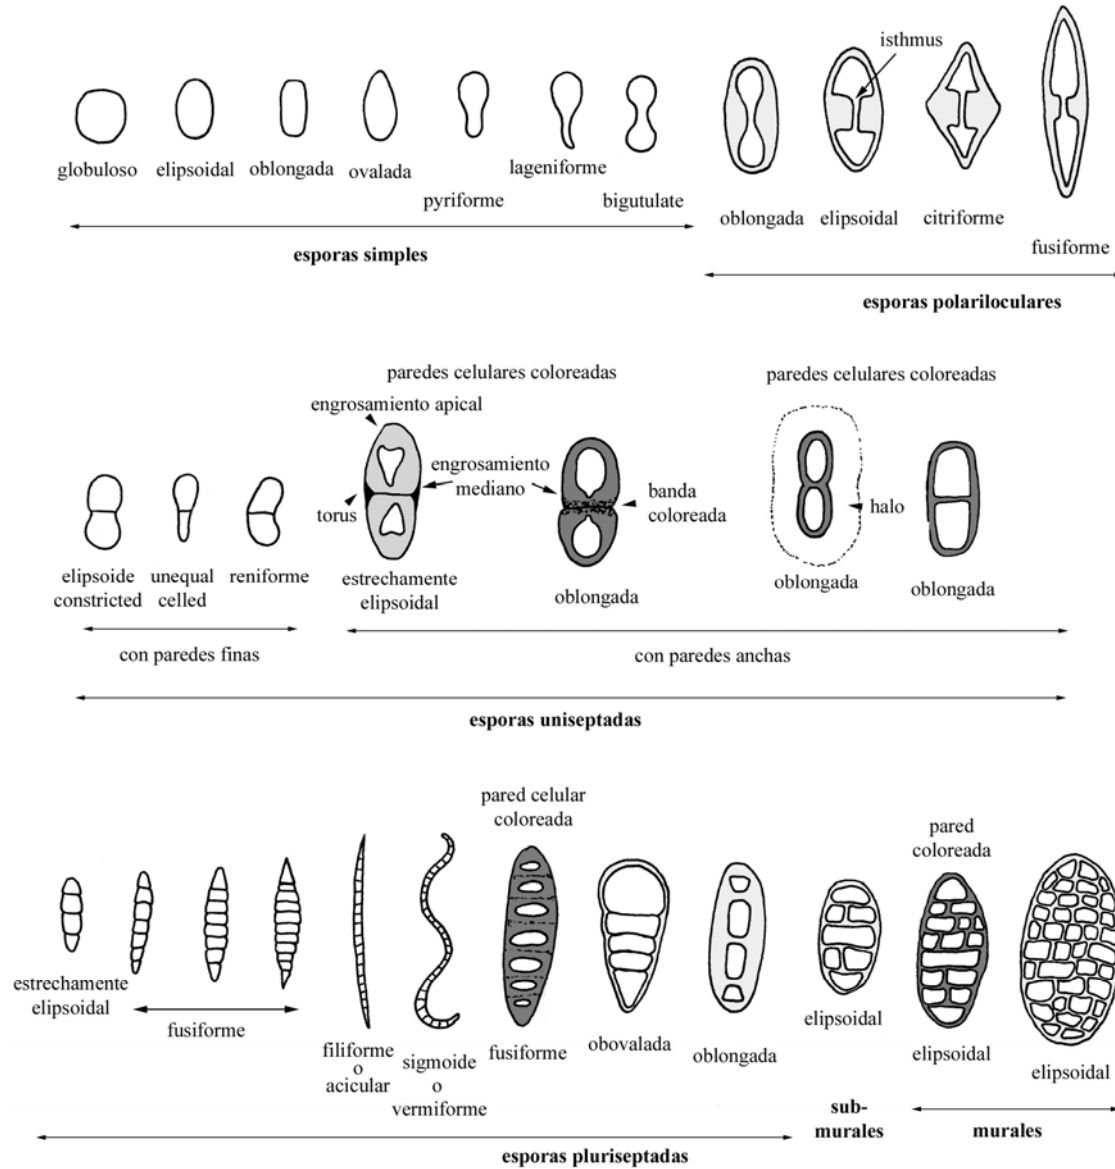 isthmus
globuloso
elipsoidal
oblongada
ovalada
pyriforme
lageniforme
bigutulate
oblongada
elipsoidal
citriforme
fusiforme
esporas simples
esporas polariloculares
paredes celulares coloreadas
paredes celulares coloreadas
engrosamiento apical
engrosamiento
mediano
torus
banda
coloreada
halo
elipsoide
constricted
unequal
celled
reniforme
estrechamente
elipsoidal
oblongada
oblongada
oblongada
con paredes finas
con paredes anchas
esporas uniseptadas
pared celular
coloreada
pared
coloreada
estrechamente
elipsoidal
fusiforme
filiforme
o
acicular
sigmoide
o
vermiforme
fusiforme
obovalada
oblongada
elipsoidal
elipsoidal
elipsoidal
sub-
murales
murales
esporas pluriseptadas